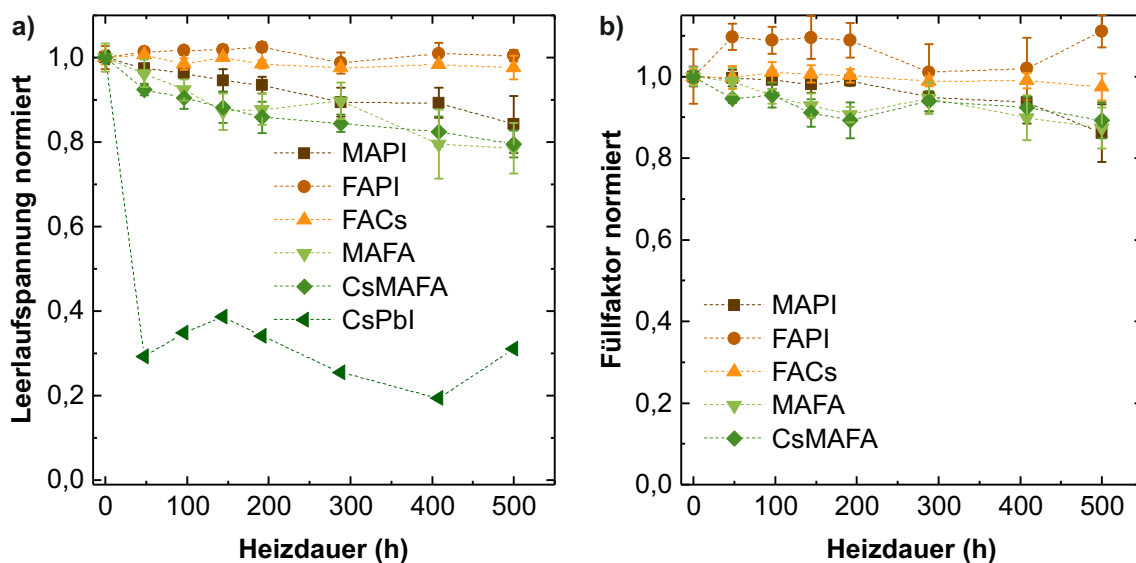 a)
Leerlaufspannung normiert
1,0
0,8
0,6
0,4
0,2
0,0
MAPI
FAPI
FACs
MAFA
CsMAFA
CsPbI
0 100 200 300 400 500
Heizdauer (h)
b)
Füllfaktor normiert
1,0
0,8
0,6
0,4
0,2
0,0
MAPI
FAPI
FACs
MAFA
CsMAFA
0 100 200 300 400 500
Heizdauer (h)